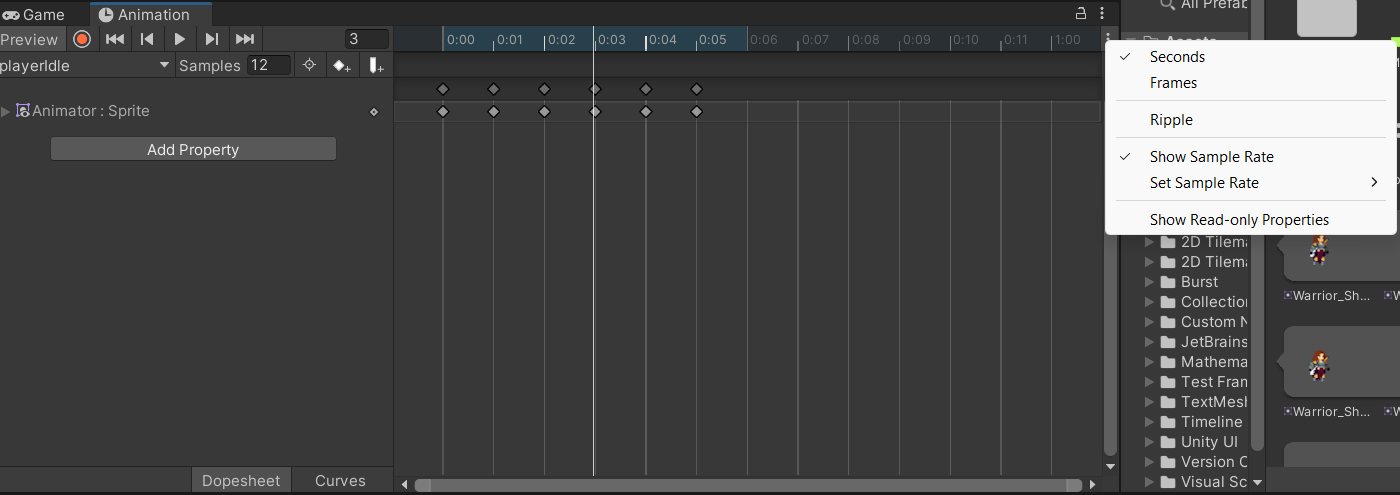 Game
Animation
All Prefab
Preview
3
0:00 0:01 0:02 0:03 0:04 0:05 0:06 0:07 0:08 0:09 0:10 0:11 1:00
Assets
playerIdle
Samples
12
Animator : Sprite
Add Property
Seconds
Frames
Ripple
Show Sample Rate
Set Sample Rate
Show Read-only Properties
2D Tilema
2D Tilema
Burst
Collection
Custom N
JetBrains
Mathema
Test Fram
TextMesh
Timeline
Unity UI
Version C
Visual Sc
Warrior_Sh...
Warrior_Sh...
Dopesheet
Curves